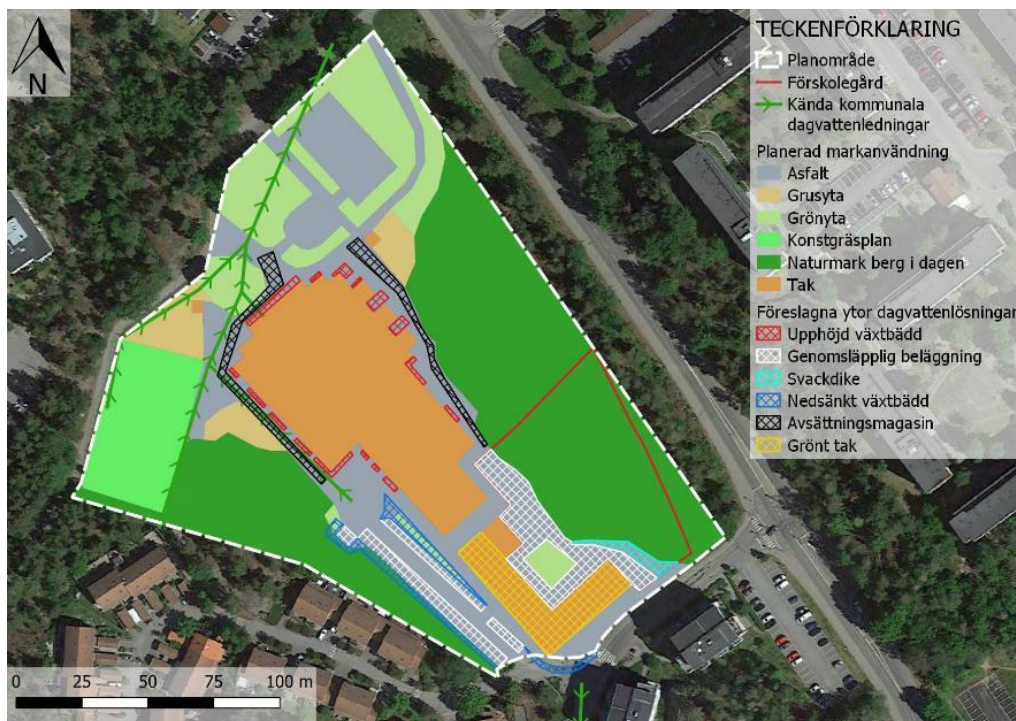 N
TECKENFÖRKLARING
Planområde
Förskolegård
Kända kommunala
dagvattenledningar
Planerad markanvändning
Asfalt
Grusyta
Grönyta
Konstgräsplan
Naturmark berg i dagen
Tak
Föreslagna ytor dagvattenlösningar
Upphöjd växtbädd
Genomsläpplig beläggning
Svackdike
Nedsänkt växtbädd
Avsättningsmagasin
Grönt tak
0 25 50 75 100 m